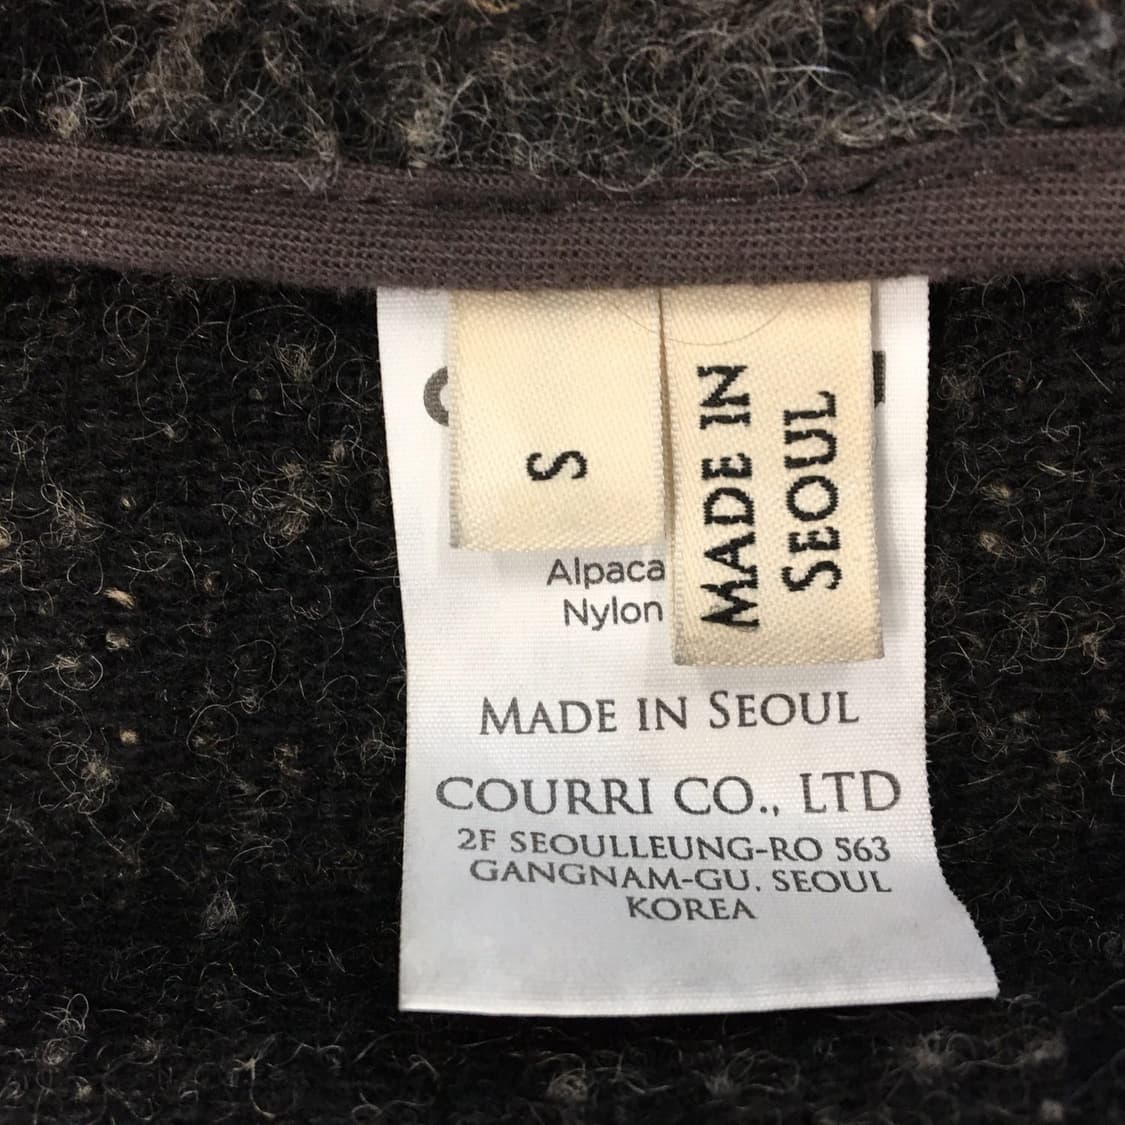 S
MADE IN
SEOUL
Alpaca
Nylon
MADE IN SEOUL
COURRI CO., LTD
2F SEOULLEUNG-RO 563
GANGNAM-GU. SEOUL
KOREA